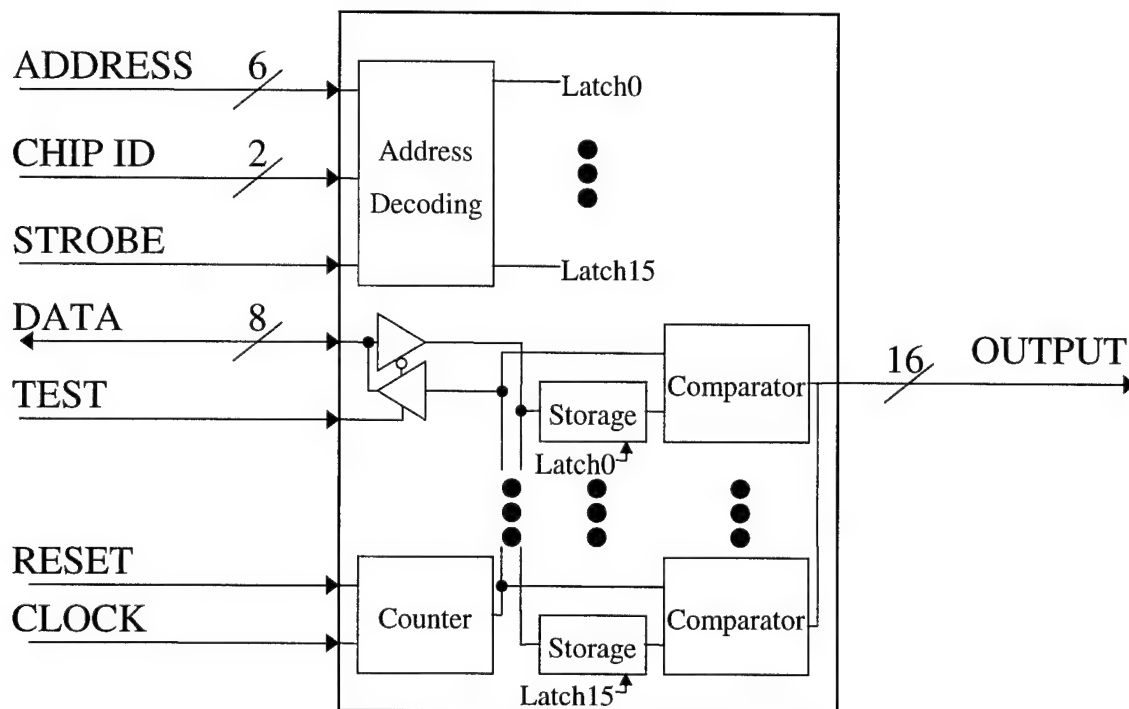 ADDRESS
6
Latch0
CHIP ID
2
Address
Decoding
STROBE
Latch15
DATA
8
16
OUTPUT
Comparator
TEST
Storage
Latch0
RESET
CLOCK
Counter
Comparator
Storage
Latch15